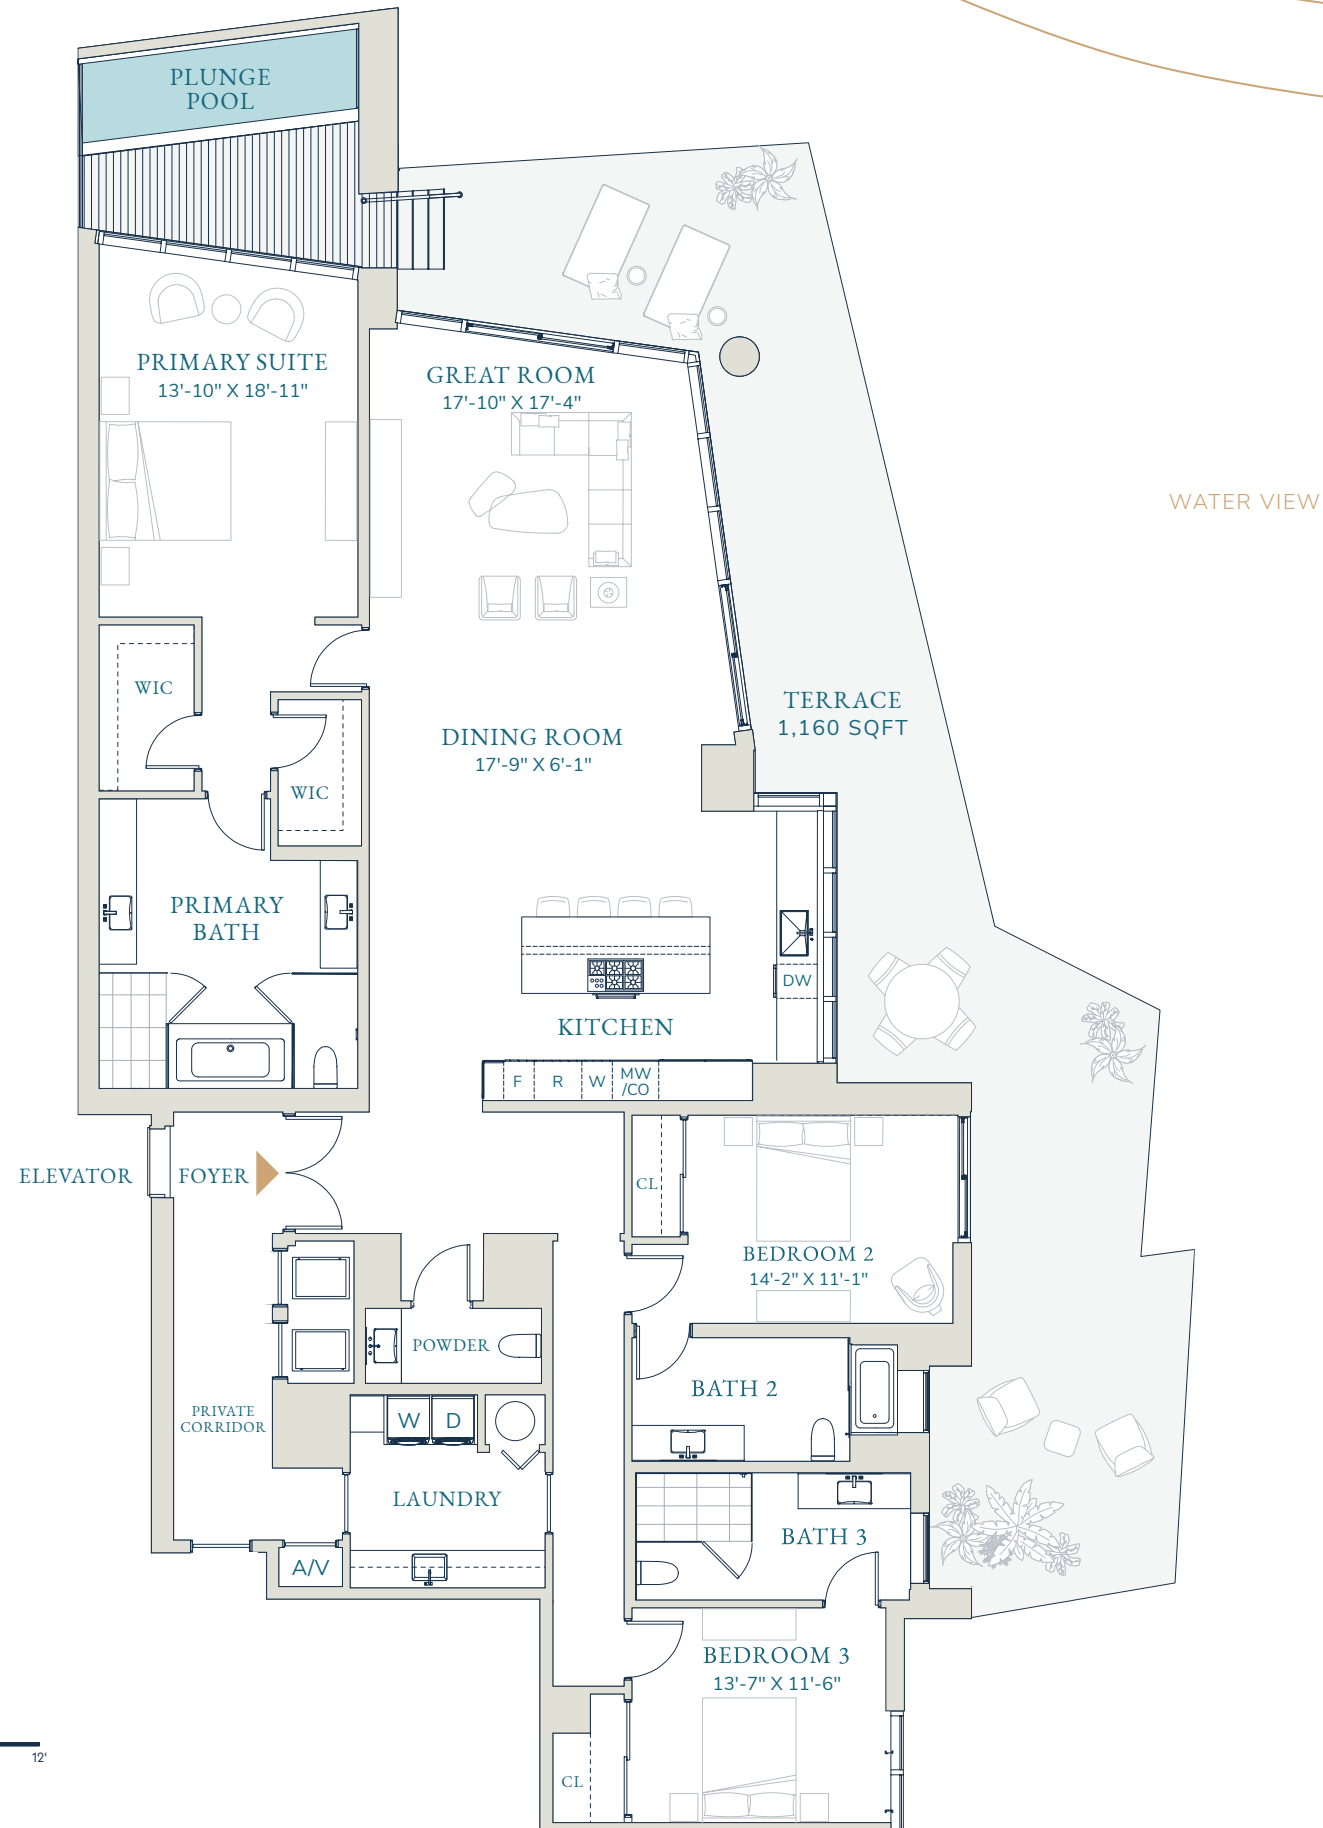 PLUNGE
POOL
PRIMARY SUITE
13'-10" X 18'-11"
GREAT ROOM
17'-10" X 17'-4"
WATER VIEW
WIC
TERRACE
1,160 SQFT
DINING ROOM
17'-9" X 6'-1"
WIC
PRIMARY
BATH
DW
KITCHEN
F
R
W
MW
/CO
ELEVATOR
FOYER
CL
BEDROOM 2
14'-2" X 11'-1"
POWDER
BATH 2
PRIVATE
CORRIDOR
W
D
LAUNDRY
BATH 3
A/V
BEDROOM 3
13'-7" X 11'-6"
12'
CL